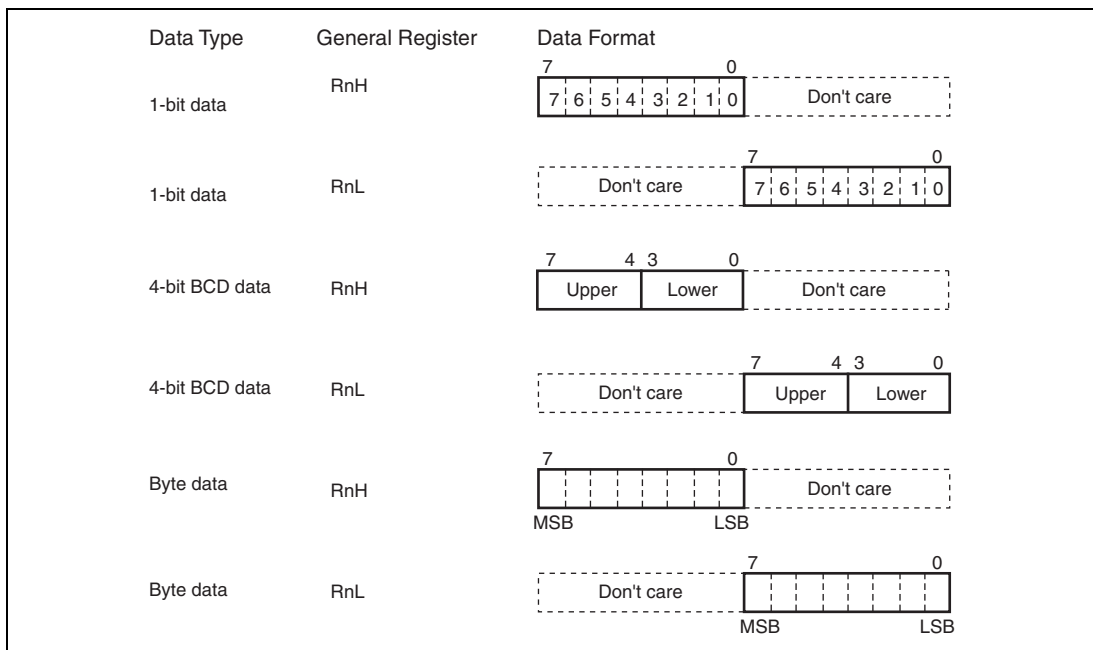 Data Type General Register Data Format
7 0
1-bit data RnH 7 6 5 4 3 2 1 0 Don't care
7 0
1-bit data RnL Don't care 7 6 5 4 3 2 1 0
7 4 3 0
4-bit BCD data RnH Upper Lower Don't care
7 4 3 0
4-bit BCD data RnL Don't care Upper Lower
7 0
Byte data RnH Don't care
MSB LSB
7 0
Byte data RnL Don't care
MSB LSB